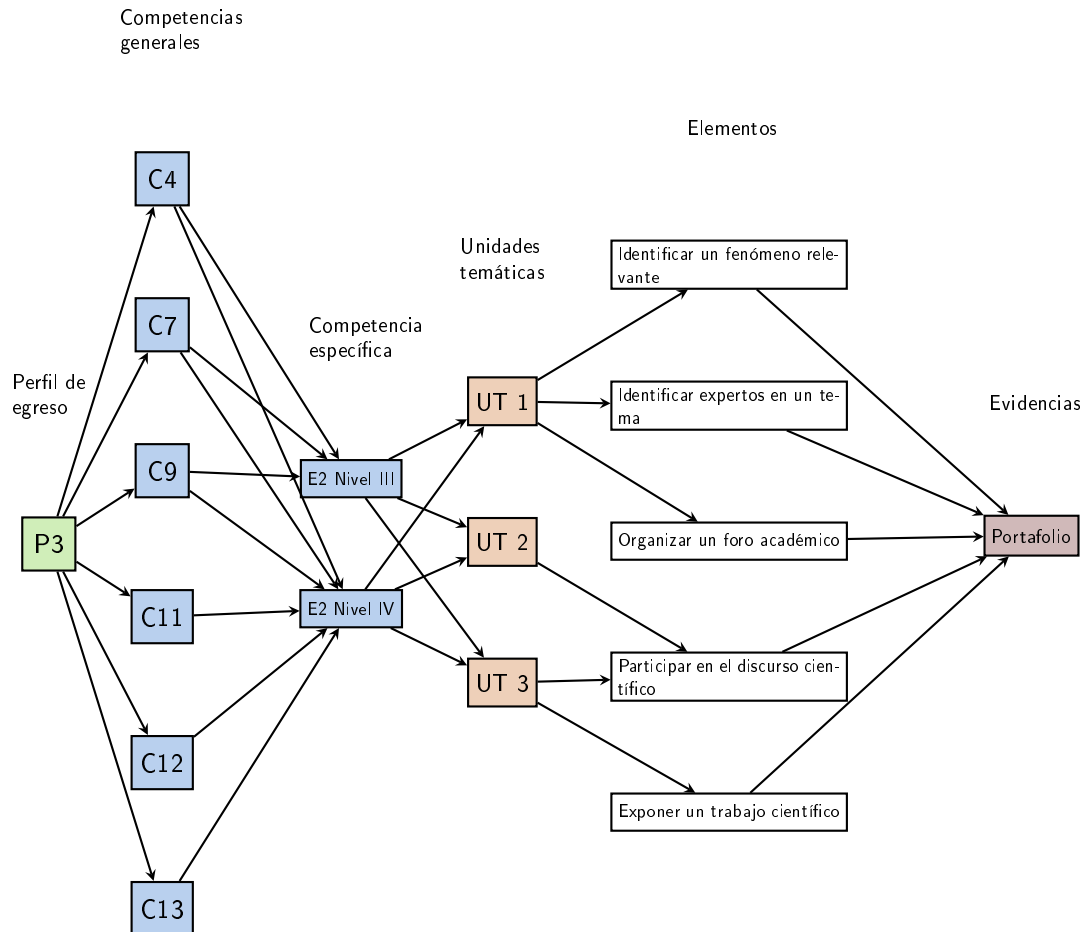 Competencias
generales
Elementos
C4
Unidades
temáticas
Identificar un fenómeno rele-
vante
C7
Competencia
específica
Perfil de
egreso
UT 1
Identificar expertos en un te-
ma
Evidencias
C9
E2 Nivel III
P3
UT 2
Organizar un foro académico
Portafolio
C11
E2 Nivel IV
UT 3
Participar en el discurso cien-
tífico
C12
Exponer un trabajo científico
C13